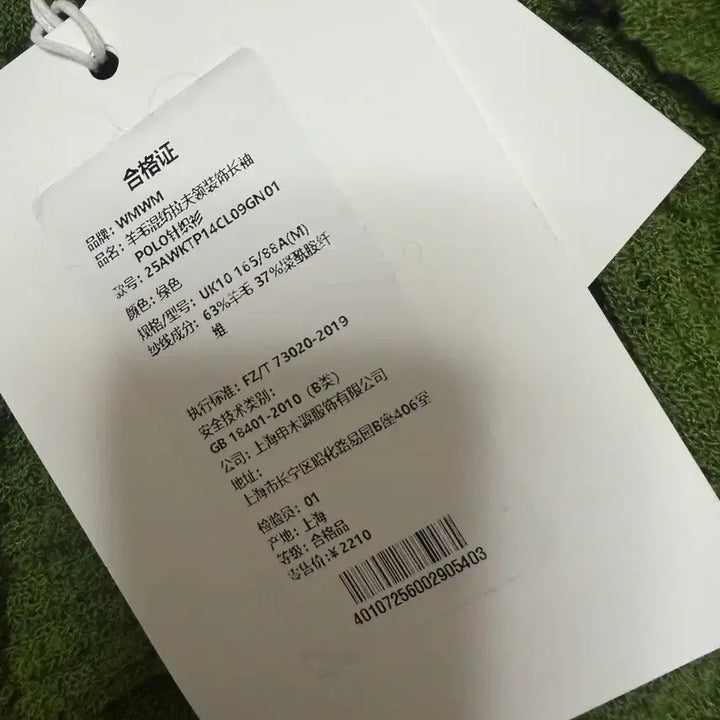 合格证
品牌：WMWM
品名：羊毛混纺拉夫领装饰长袖
POLO针织衫
款号：25AWKTP14CL09GN01
颜色：绿色
规格/型号：UK10 165/88A(M)
纱线成分：63%羊毛 37%聚酰胺纤
维
执行标准：FZ/T 73020-2019
安全技术类别：
GB 18401-2010（B类）
公司：上海申木源服饰有限公司
地址：
上海市长宁区昭化路易园B座406室
检验员：01
产地：上海
等级：合格品
零售价:¥2210
40107256002905403